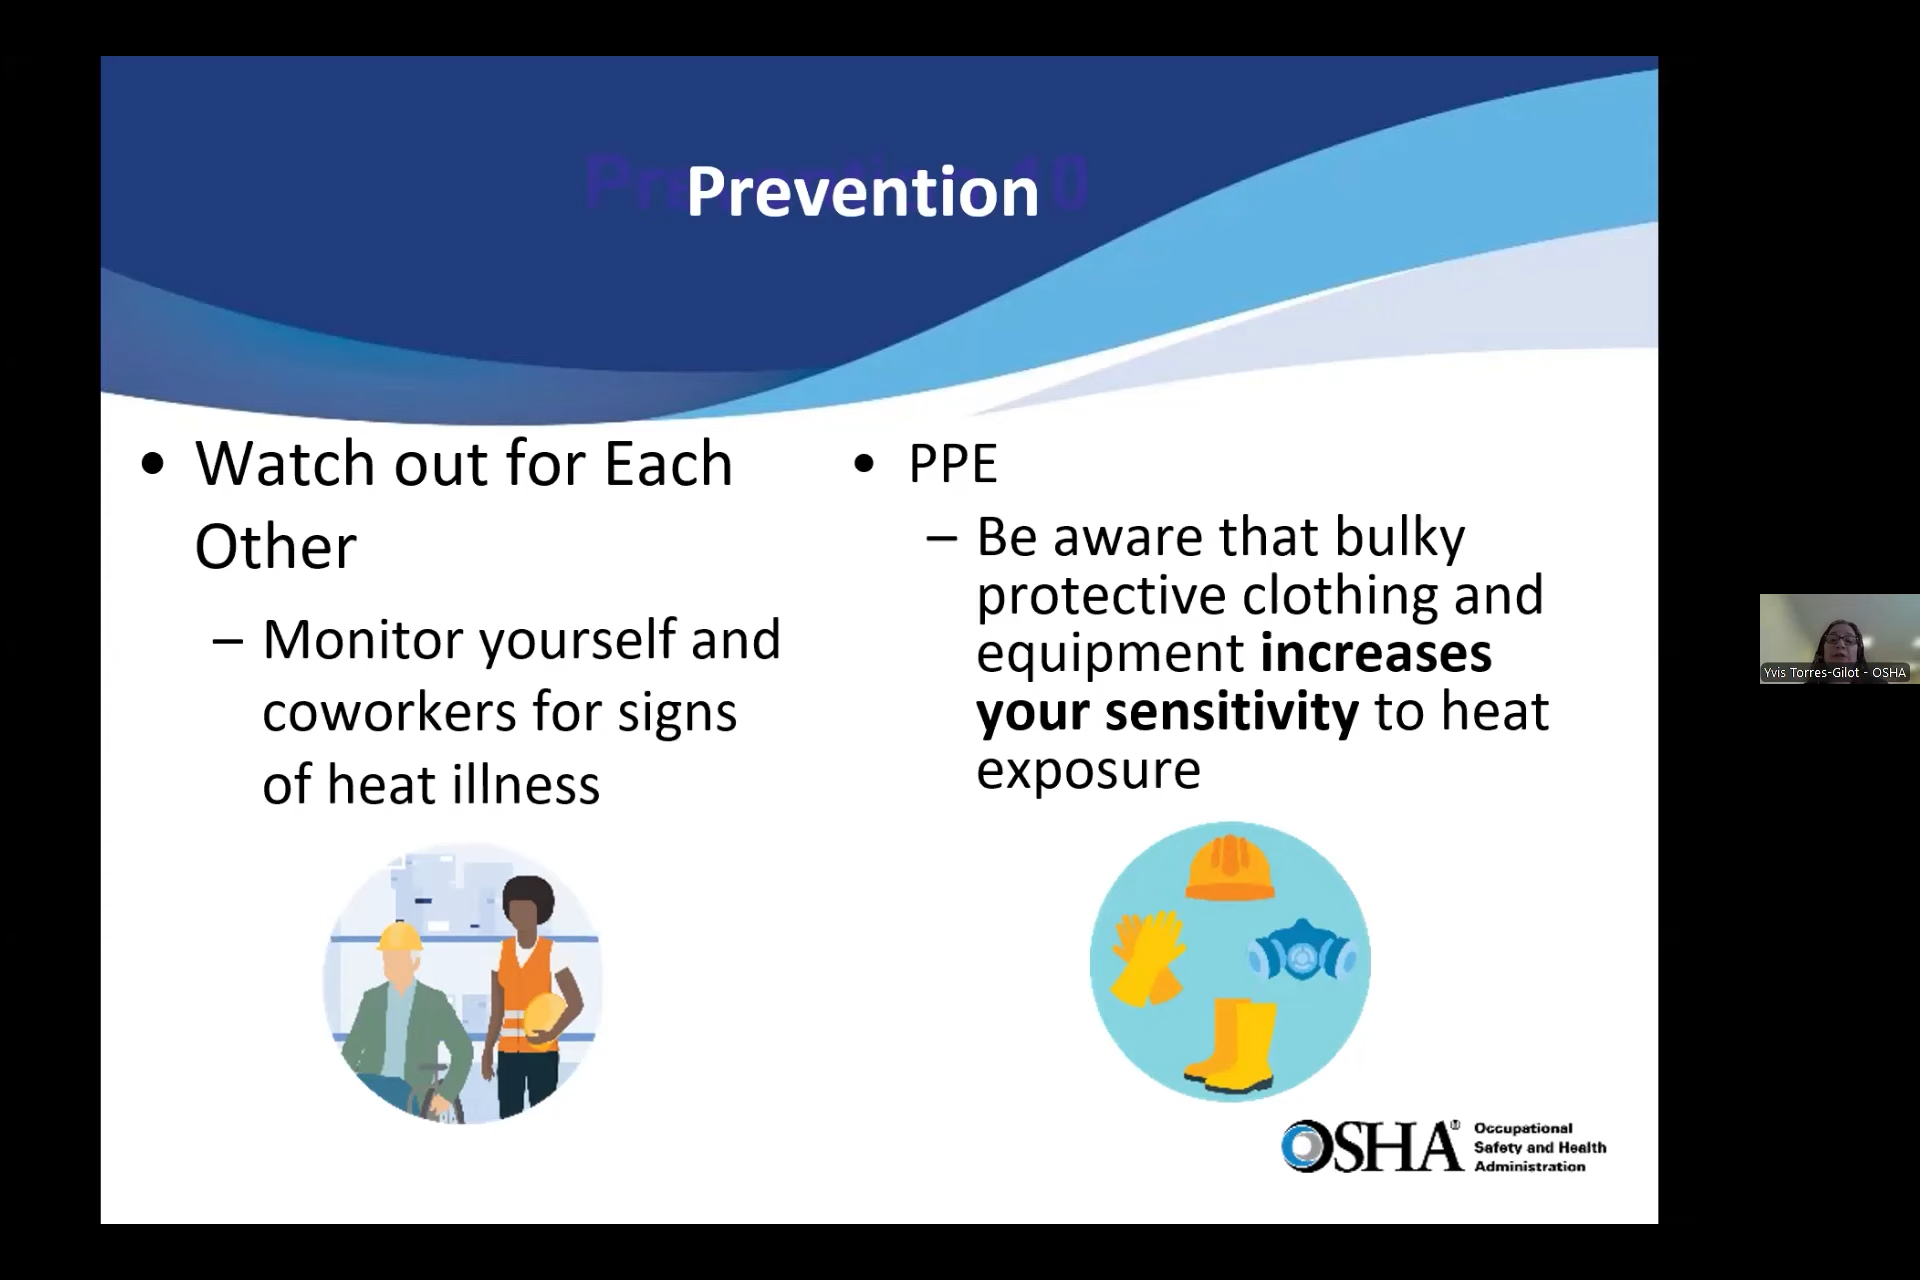 Prevention 10
Prevention
• Watch out for Each
Other
– Monitor yourself and
coworkers for signs
of heat illness
• PPE
– Be aware that bulky
protective clothing and
equipment increases
your sensitivity to heat
exposure
OSHA®
Occupational
Safety and Health
Administration
Yvis Torres-Gilot - OSHA